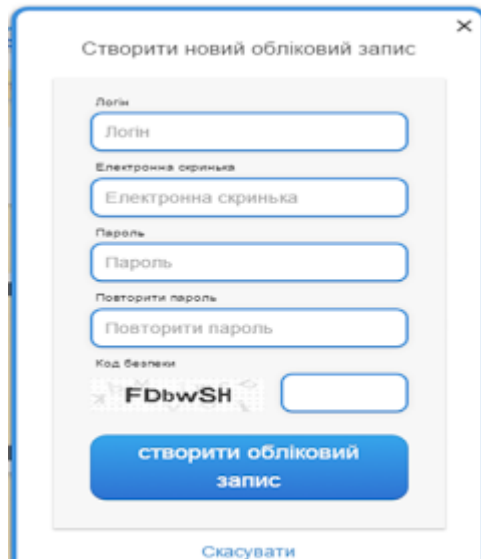 ×
Створити новий обліковий запис
Логін
Логін
Електронна скринька
Електронна скринька
Пароль
Пароль
Повторити пароль
Повторити пароль
Код безпеки
FDbwSH
створити обліковий
запис
Скасувати